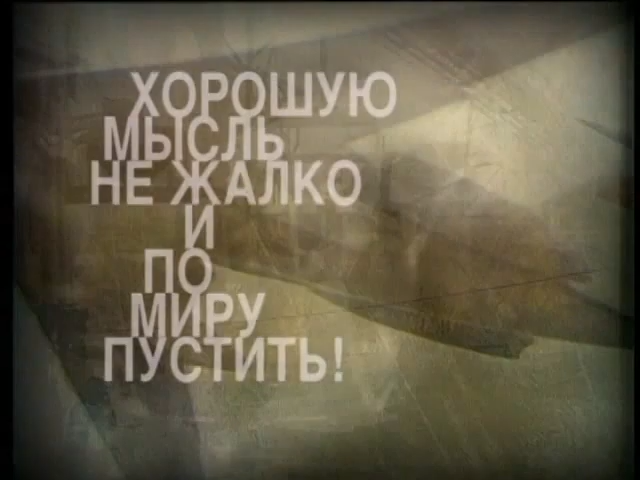 ХОРОШУЮ
МЫСЛЬ
НЕ ЖАЛКО
И
ПО
МИРУ
ПУСТИТЬ!